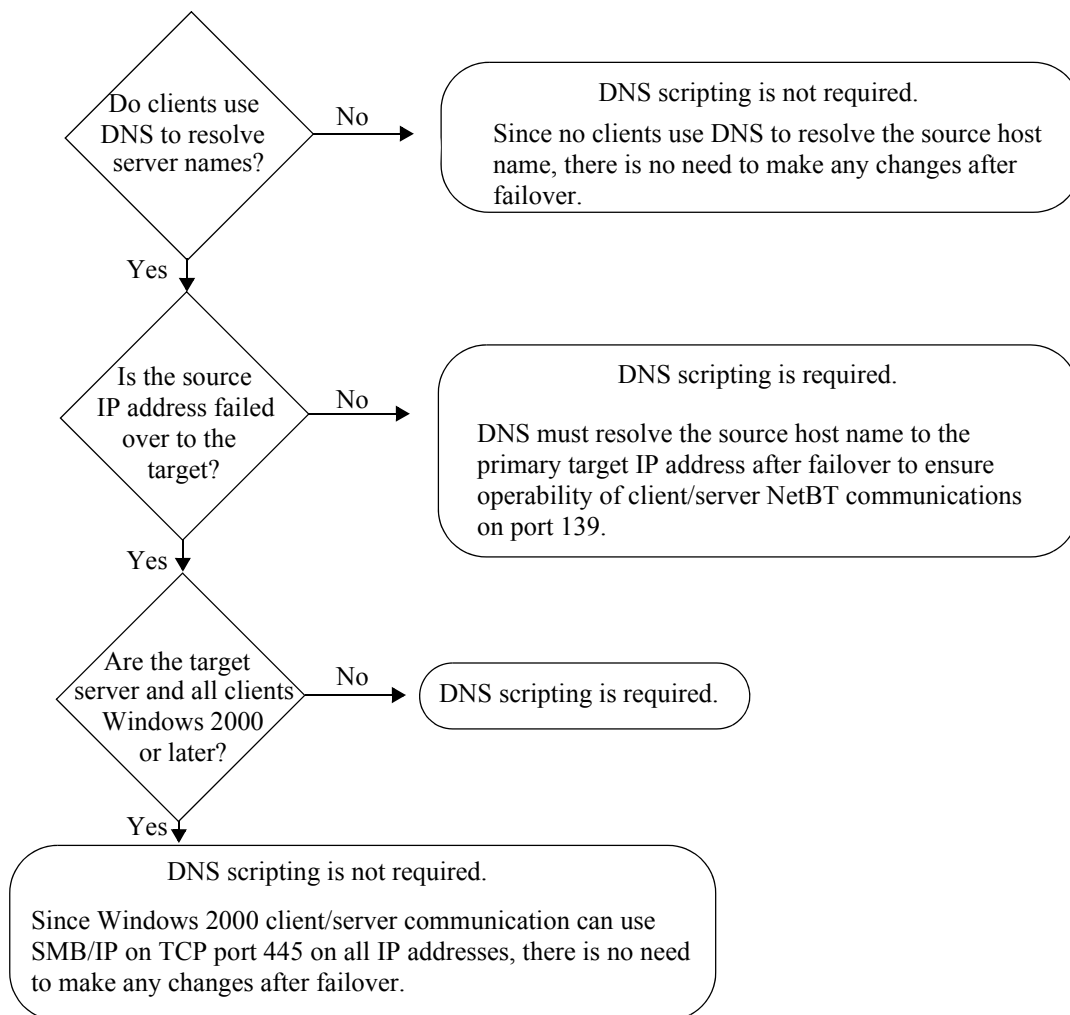 Do clients use
DNS to resolve
server names?
No
DNS scripting is not required.
Since no clients use DNS to resolve the source host
name, there is no need to make any changes after
failover.
Yes
Is the source
IP address failed
over to the
target?
No
DNS scripting is required.
DNS must resolve the source host name to the
primary target IP address after failover to ensure
operability of client/server NetBT communications
on port 139.
Yes
Are the target
server and all clients
Windows 2000
or later?
No
DNS scripting is required.
Yes
DNS scripting is not required.
Since Windows 2000 client/server communication can use
SMB/IP on TCP port 445 on all IP addresses, there is no need
to make any changes after failover.